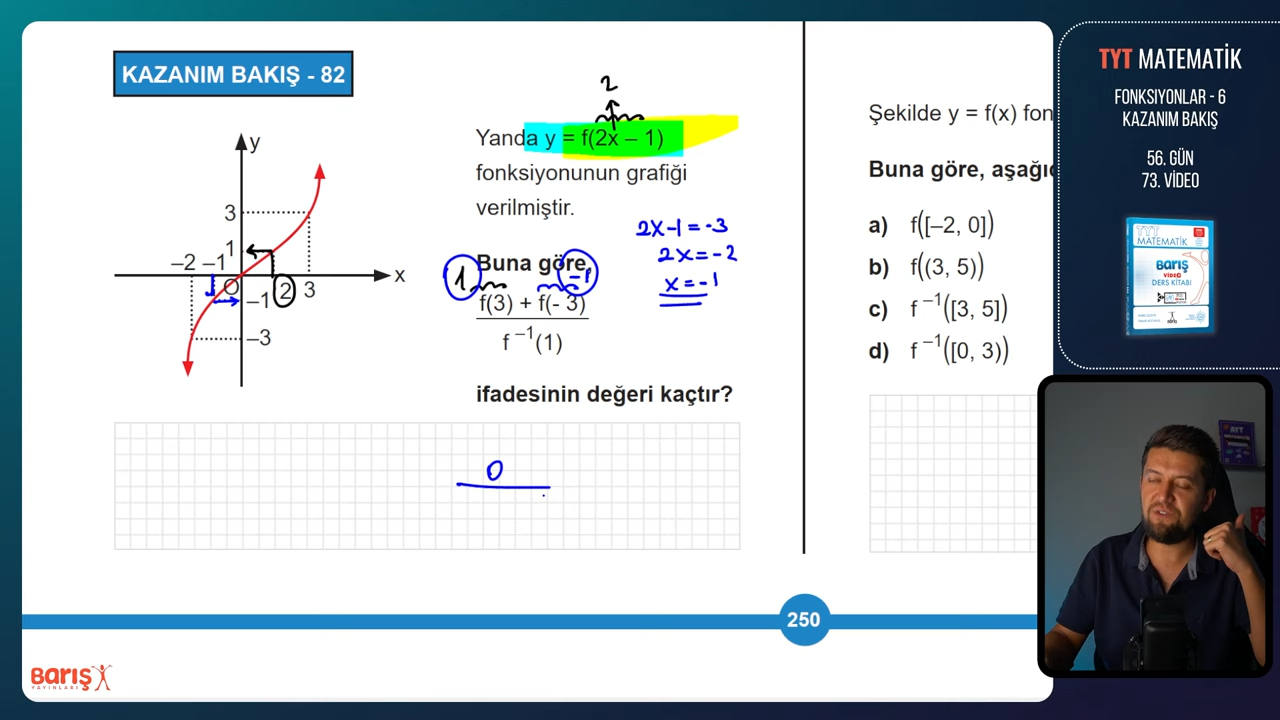 KAZANIM BAKIŞ - 82
y
3
1
–2 –1
O
–1
2
3
x
–3
2
Yanda y = f(2x – 1)
fonksiyonunun grafiği
verilmiştir.
2x-1=-3
2x=-2
x=-1
Buna göre,
1
-1
f(3) + f(- 3)
f ⁻¹(1)
ifadesinin değeri kaçtır?
0
Şekilde y = f(x) fon
Buna göre, aşağıd
a) f([–2, 0])
b) f((3, 5))
c) f ⁻¹([3, 5])
d) f ⁻¹([0, 3))
250
BARIŞ
YAYINLARI
TYT MATEMATİK
FONKSIYONLAR - 6
KAZANIM BAKIŞ
56. GÜN
73. VİDEO
TYT
MATEMATİK
BARIŞ
VİDEO
DERS KİTABI